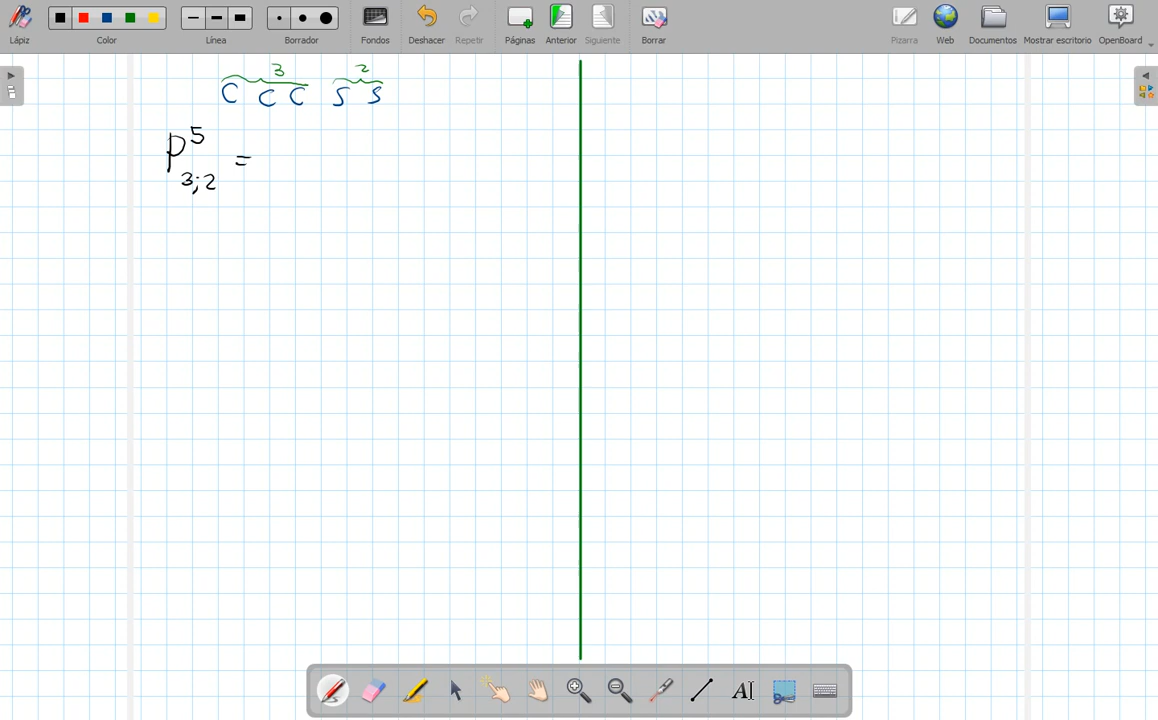 Lápiz Color Línea Borrador Fondos Deshacer Repetir Páginas Anterior Siguiente Borrar Pizarra Web Documentos Mostrar escritorio OpenBoard
3 2
C C C S S
P^5_{3;2} =